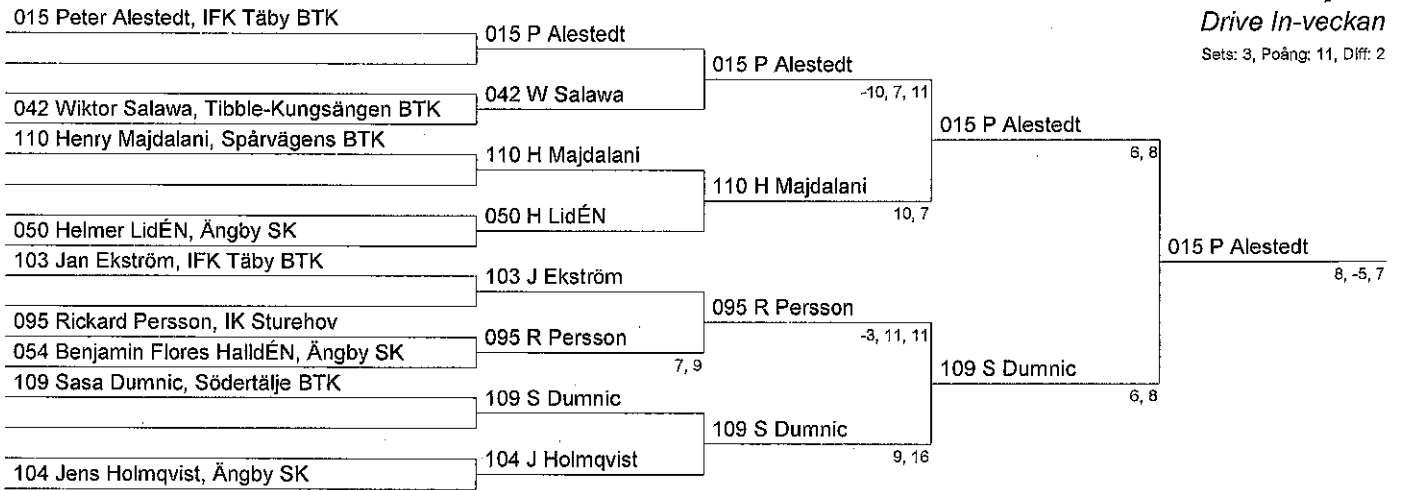 Drive In-veckan
Sets: 3, Poång: 11, Diff: 2
015 Peter Alestedt, IFK Täby BTK
042 Wiktor Salawa, Tibble-Kungsängen BTK
110 Henry Majdalani, Spårvägens BTK
050 Helmer LidÉN, Ängby SK
103 Jan Ekström, IFK Täby BTK
095 Rickard Persson, IK Sturehov
054 Benjamin Flores HalldÉN, Ängby SK
109 Sasa Dumnic, Södertälje BTK
104 Jens Holmqvist, Ängby SK
015 P Alestedt
042 W Salawa
110 H Majdalani
050 H LidÉN
103 J Ekström
095 R Persson
7, 9
109 S Dumnic
104 J Holmqvist
015 P Alestedt
-10, 7, 11
110 H Majdalani
10, 7
095 R Persson
-3, 11, 11
109 S Dumnic
9, 16
015 P Alestedt
6, 8
109 S Dumnic
6, 8
015 P Alestedt
8, -5, 7